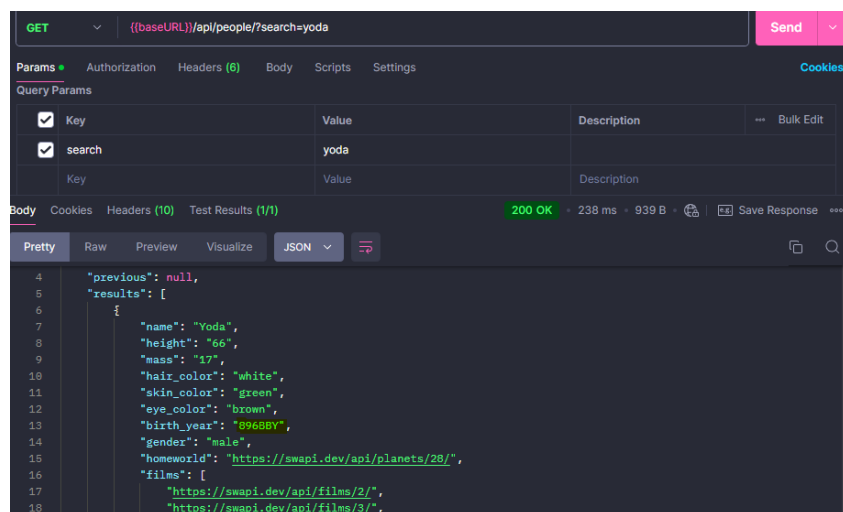 GET {{baseURL}}/api/people/?search=yoda Send
Params Authorization Headers (6) Body Scripts Settings Cookies
Query Params
Key Value Description Bulk Edit
search yoda
Key Value Description
Body Cookies Headers (10) Test Results (1/1) 200 OK 238 ms 939 B e.g. Save Response
Pretty Raw Preview Visualize JSON
4 "previous": null,
5 "results": [
6 {
7 "name": "Yoda",
8 "height": "66",
9 "mass": "17",
10 "hair_color": "white",
11 "skin_color": "green",
12 "eye_color": "brown",
13 "birth_year": "896BBY",
14 "gender": "male",
15 "homeworld": "https://swapi.dev/api/planets/28/",
16 "films": [
17 "https://swapi.dev/api/films/2/",
18 "https://swapi.dev/api/films/3/",